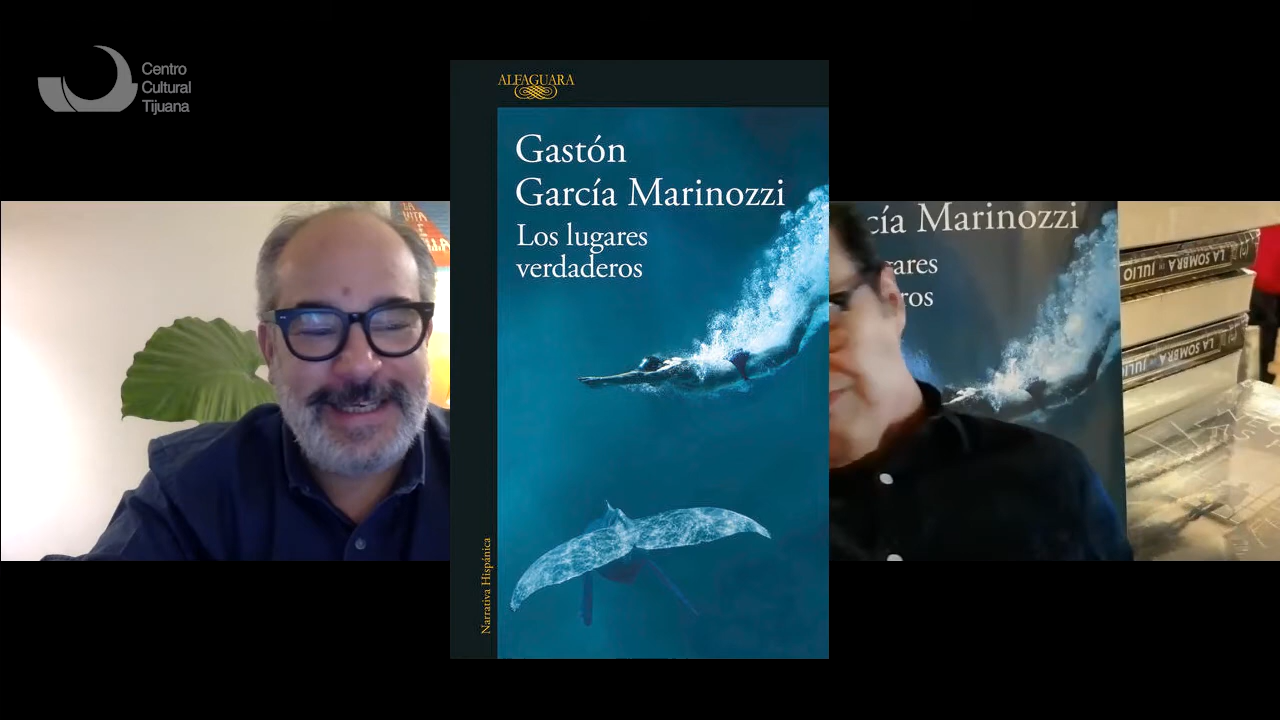 Centro
Cultural
Tijuana
ALFAGUARA
Gastón
García Marinozzi
Los lugares
verdaderos
Narrativa Hispánica
cía Marinozzi
gares
ros
LA SOMBRA DE JULIO
LA SOMBRA DE JULIO